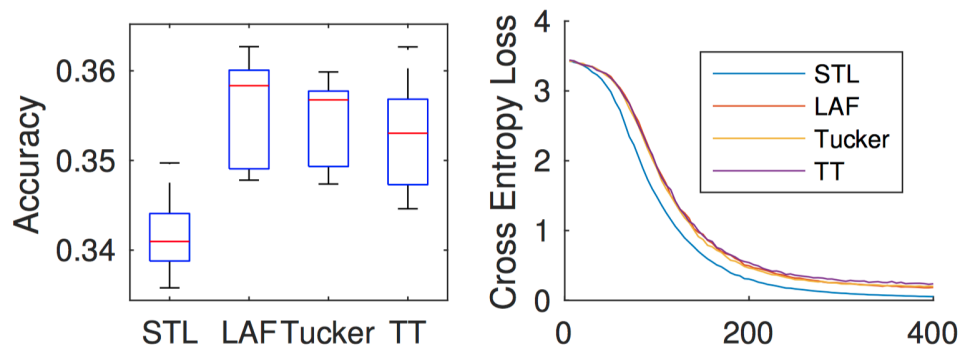 Accuracy
0.36
0.35
0.34
STL LAF Tucker TT
Cross Entropy Loss
4
3
2
1
0
0 200 400
STL
LAF
Tucker
TT